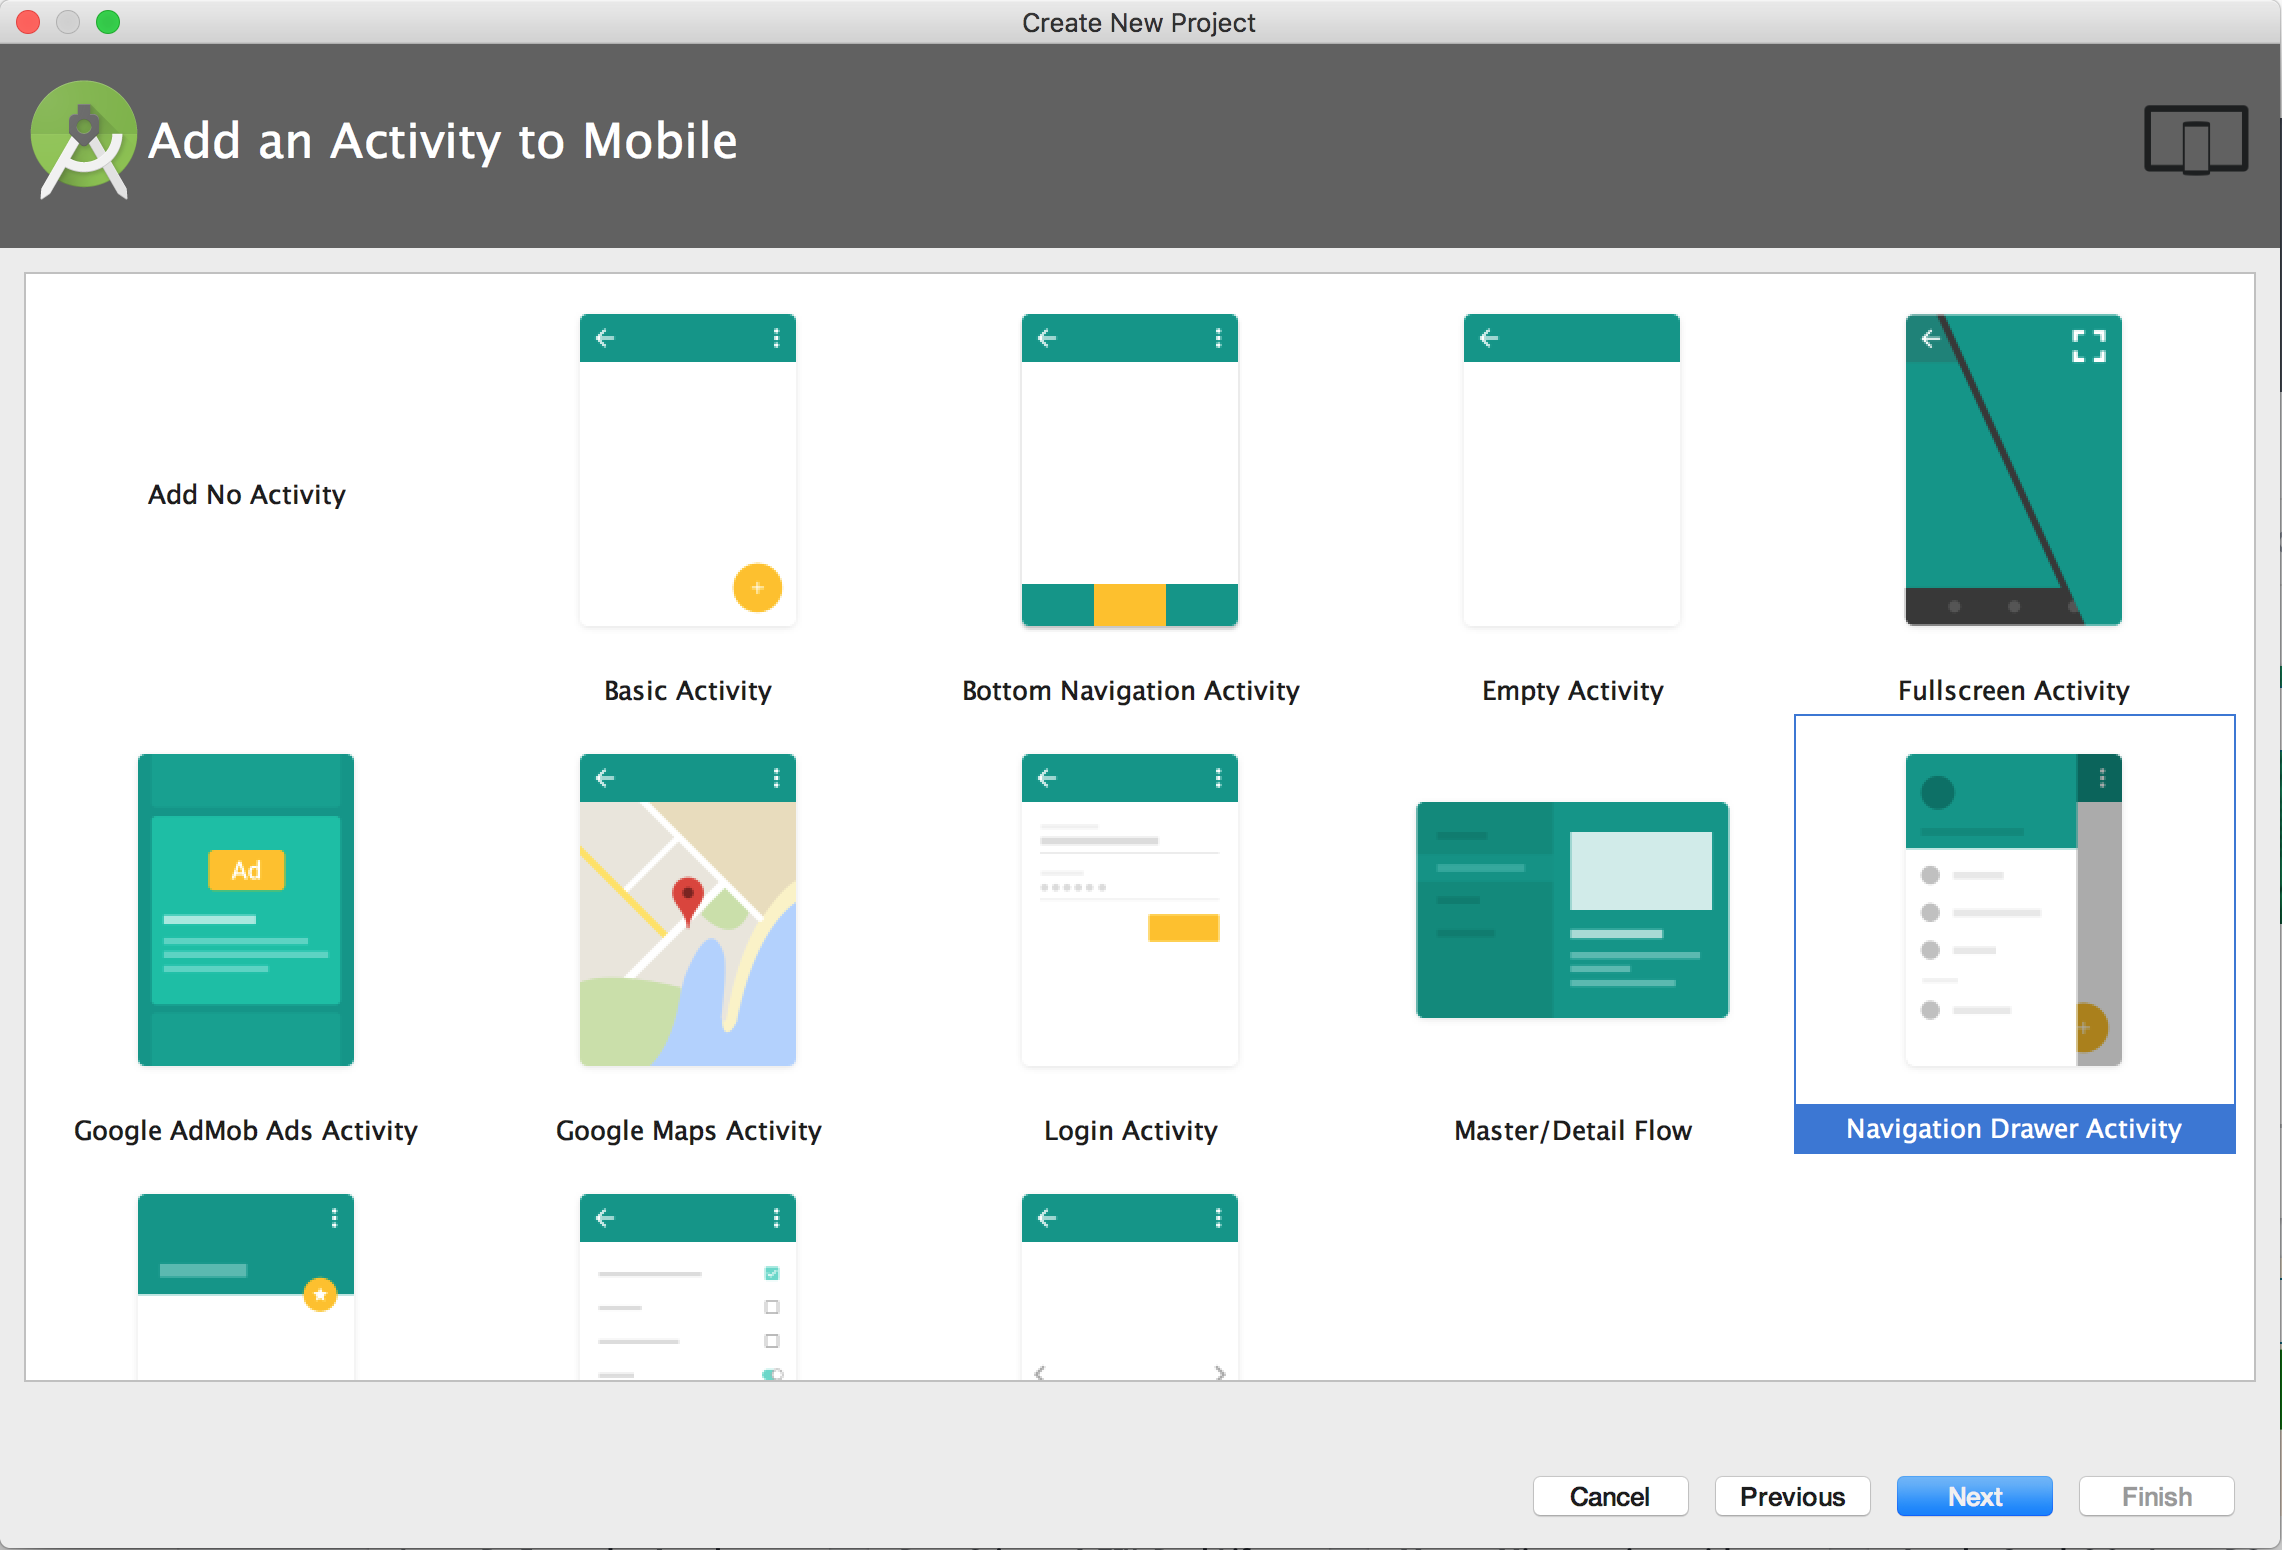 Create New Project
Add an Activity to Mobile
Add No Activity
Basic Activity
Bottom Navigation Activity
Empty Activity
Fullscreen Activity
Ad
Google AdMob Ads Activity
Google Maps Activity
Login Activity
Master/Detail Flow
Navigation Drawer Activity
Cancel
Previous
Next
Finish